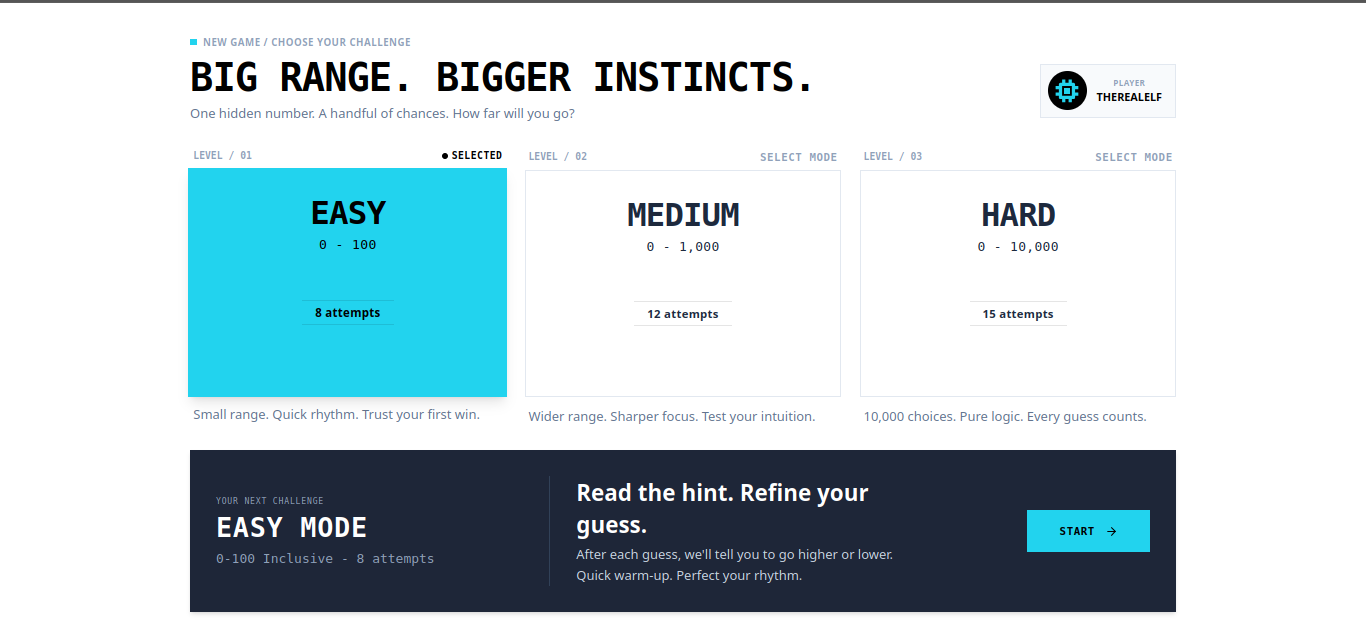 NEW GAME / CHOOSE YOUR CHALLENGE
BIG RANGE. BIGGER INSTINCTS.
One hidden number. A handful of chances. How far will you go?
PLAYER
THEREALELF
LEVEL / 01
SELECTED
EASY
0 - 100
8 attempts
Small range. Quick rhythm. Trust your first win.
LEVEL / 02
SELECT MODE
MEDIUM
0 - 1,000
12 attempts
Wider range. Sharper focus. Test your intuition.
LEVEL / 03
SELECT MODE
HARD
0 - 10,000
15 attempts
10,000 choices. Pure logic. Every guess counts.
YOUR NEXT CHALLENGE
EASY MODE
0-100 Inclusive - 8 attempts
Read the hint. Refine your
guess.
After each guess, we'll tell you to go higher or lower.
Quick warm-up. Perfect your rhythm.
START →